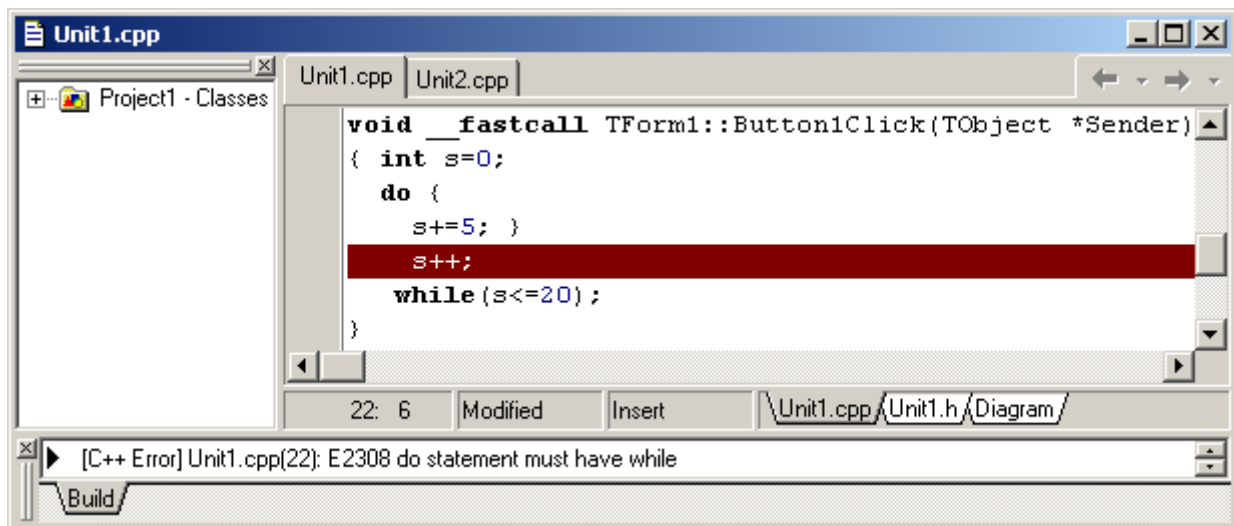 Unit1.cpp
Project1 - Classes
Unit1.cpp Unit2.cpp
void __fastcall TForm1::Button1Click(TObject *Sender)
{ int s=0;
do {
s+=5; }
s++;
while(s<=20);
}
22: 6 Modified Insert \Unit1.cpp/Unit1.h/Diagram/
[C++ Error] Unit1.cpp(22): E2308 do statement must have while
Build